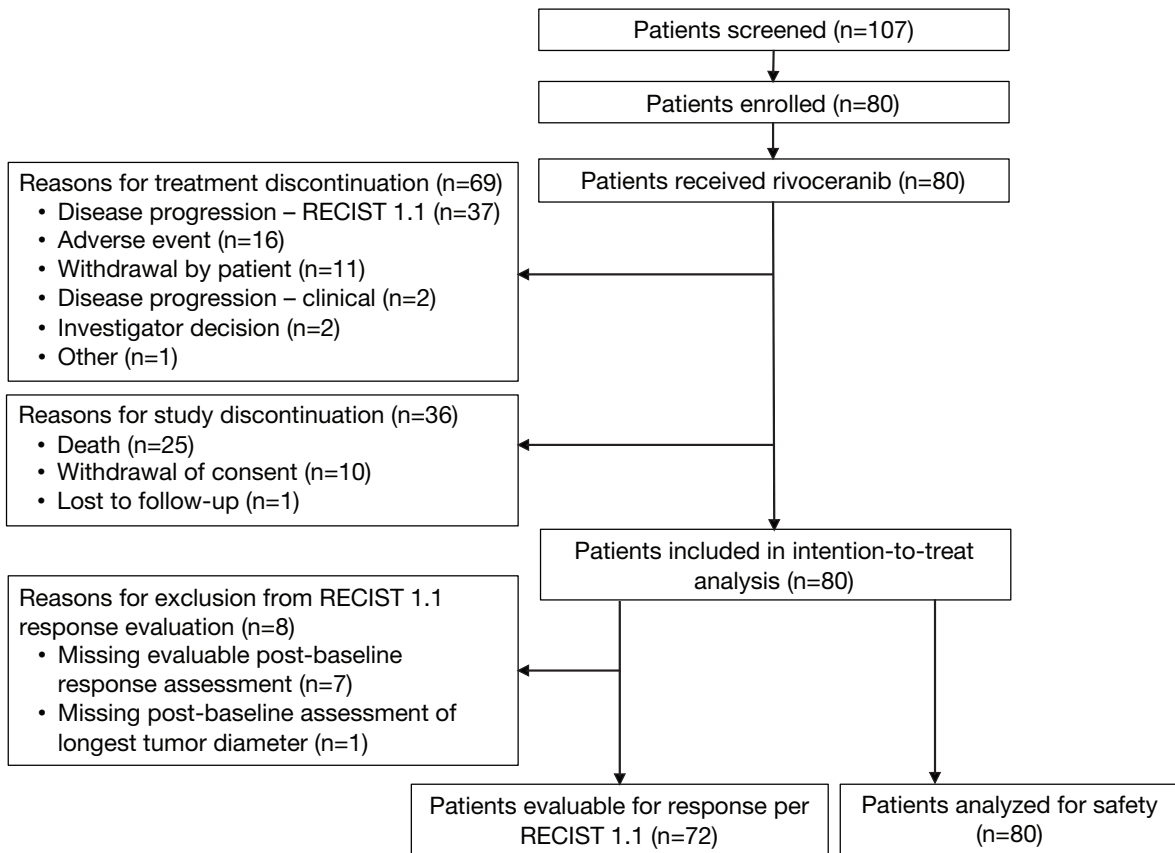 Patients screened (n=107)
Patients enrolled (n=80)
Patients received rivoceranib (n=80)
Reasons for treatment discontinuation (n=69)
• Disease progression – RECIST 1.1 (n=37)
• Adverse event (n=16)
• Withdrawal by patient (n=11)
• Disease progression – clinical (n=2)
• Investigator decision (n=2)
• Other (n=1)
Reasons for study discontinuation (n=36)
• Death (n=25)
• Withdrawal of consent (n=10)
• Lost to follow-up (n=1)
Patients included in intention-to-treat
analysis (n=80)
Reasons for exclusion from RECIST 1.1
response evaluation (n=8)
• Missing evaluable post-baseline
response assessment (n=7)
• Missing post-baseline assessment of
longest tumor diameter (n=1)
Patients evaluable for response per
RECIST 1.1 (n=72)
Patients analyzed for safety
(n=80)